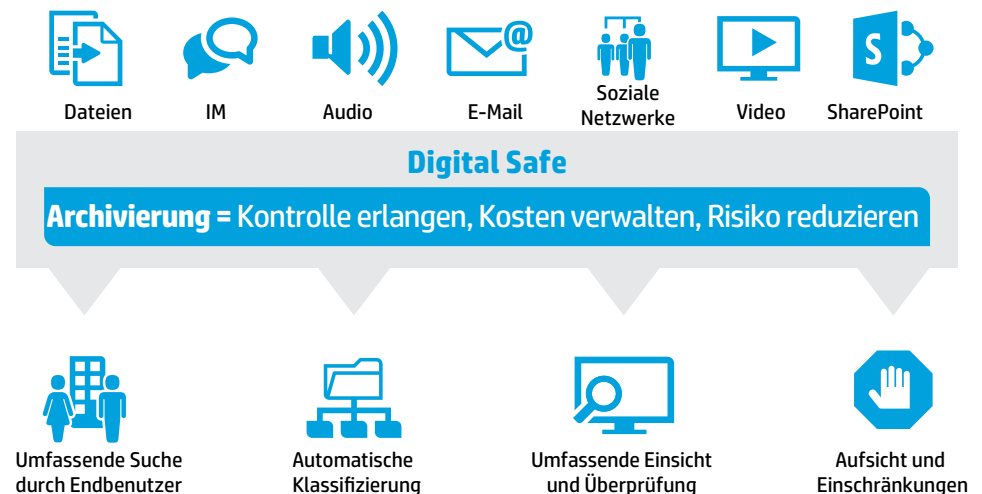 @
S
Dateien
IM
Audio
E-Mail
Soziale
Netzwerke
Video
SharePoint
Digital Safe
Archivierung = Kontrolle erlangen, Kosten verwalten, Risiko reduzieren
Umfassende Suche
durch Endbenutzer
Automatische
Klassifizierung
Umfassende Einsicht
und Überprüfung
Aufsicht und
Einschränkungen